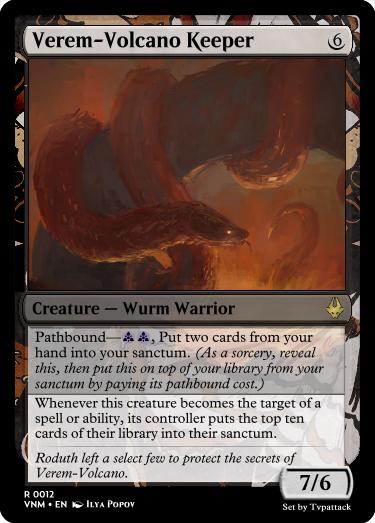 Verem-Volcano Keeper 6
Creature — Wurm Warrior
Pathbound—, Put two cards from your
hand into your sanctum. (As a sorcery, reveal
this, then put this on top of your library from your
sanctum by paying its pathbound cost.)
Whenever this creature becomes the target of a
spell or ability, its controller puts the top ten
cards of their library into their sanctum.
Roduth left a select few to protect the secrets of
Verem-Volcano.
7/6
R 0012
VNM • EN Ilya Popov
Set by Tvpattack